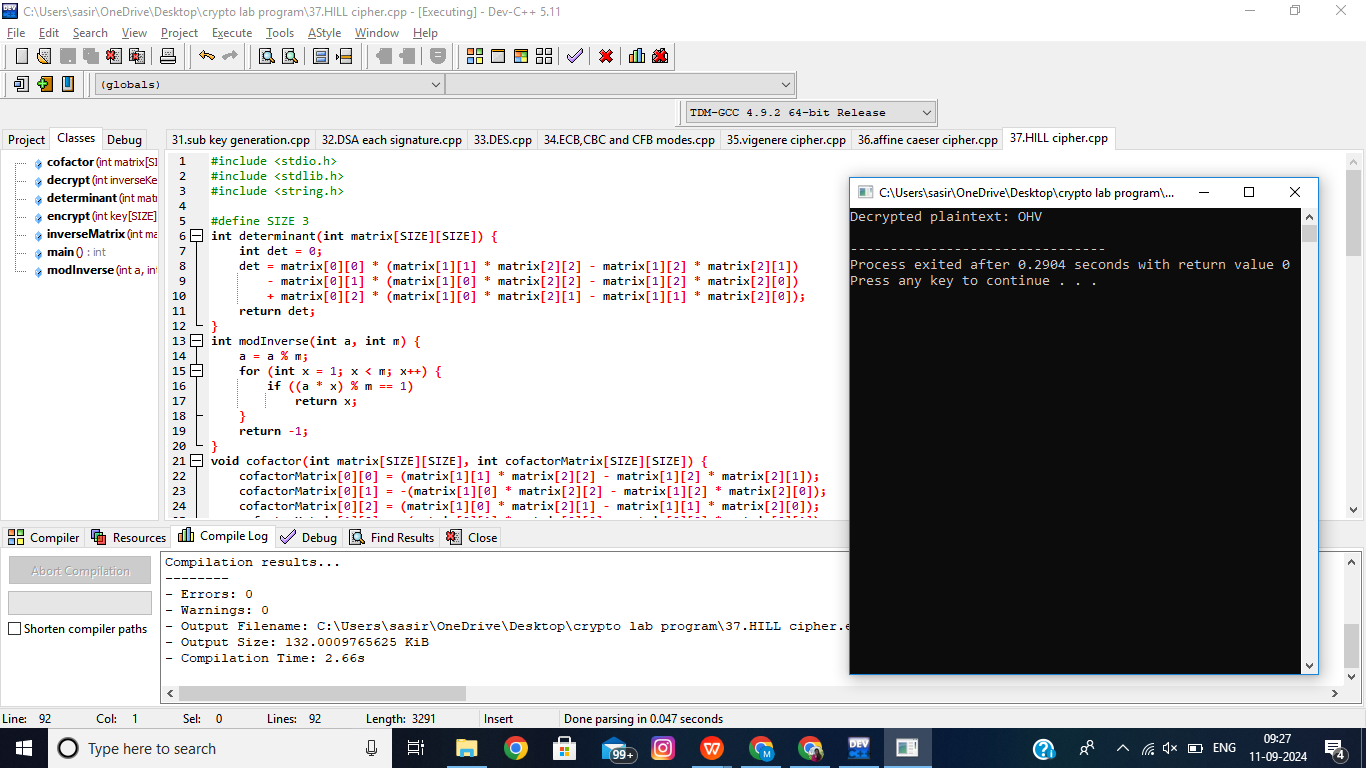 C:\Users\sasir\OneDrive\Desktop\crypto lab program\37.HILL cipher.cpp - [Executing] - Dev-C++ 5.11
File Edit Search View Project Execute Tools AStyle Window Help
(globals)
TDM-GCC 4.9.2 64-bit Release
Project Classes Debug
31.sub key generation.cpp 32.DSA each signature.cpp 33.DES.cpp 34.ECB,CBC and CFB modes.cpp 35.vigenere cipher.cpp 36.affine caeser cipher.cpp 37.HILL cipher.cpp
cofactor (int matrix[SI
decrypt (int inverseKe
determinant (int mat
encrypt (int key[SIZE]
inverseMatrix (int ma
main () : int
modInverse (int a, in
1 #include <stdio.h>
2 #include <stdlib.h>
3 #include <string.h>
4
5 #define SIZE 3
6 int determinant(int matrix[SIZE][SIZE]) {
7 int det = 0;
8 det = matrix[0][0] * (matrix[1][1] * matrix[2][2] - matrix[1][2] * matrix[2][1])
9 - matrix[0][1] * (matrix[1][0] * matrix[2][2] - matrix[1][2] * matrix[2][0])
10 + matrix[0][2] * (matrix[1][0] * matrix[2][1] - matrix[1][1] * matrix[2][0]);
11 return det;
12 }
13 int modInverse(int a, int m) {
14 a = a % m;
15 for (int x = 1; x < m; x++) {
16 if ((a * x) % m == 1)
17 return x;
18 }
19 return -1;
20 }
21 void cofactor(int matrix[SIZE][SIZE], int cofactorMatrix[SIZE][SIZE]) {
22 cofactorMatrix[0][0] = (matrix[1][1] * matrix[2][2] - matrix[1][2] * matrix[2][1]);
23 cofactorMatrix[0][1] = -(matrix[1][0] * matrix[2][2] - matrix[1][2] * matrix[2][0]);
24 cofactorMatrix[0][2] = (matrix[1][0] * matrix[2][1] - matrix[1][1] * matrix[2][0]);
C:\Users\sasir\OneDrive\Desktop\crypto lab program\...
Decrypted plaintext: OHV
--------------------------------
Process exited after 0.2904 seconds with return value 0
Press any key to continue . . .
Compiler Resources Compile Log Debug Find Results Close
Abort Compilation
Shorten compiler paths
Compilation results...
--------
- Errors: 0
- Warnings: 0
- Output Filename: C:\Users\sasir\OneDrive\Desktop\crypto lab program\37.HILL cipher.e
- Output Size: 132.0009765625 KiB
- Compilation Time: 2.66s
Line: 92 Col: 1 Sel: 0 Lines: 92 Length: 3291 Insert Done parsing in 0.047 seconds
Type here to search
99+
ENG
09:27
11-09-2024
4